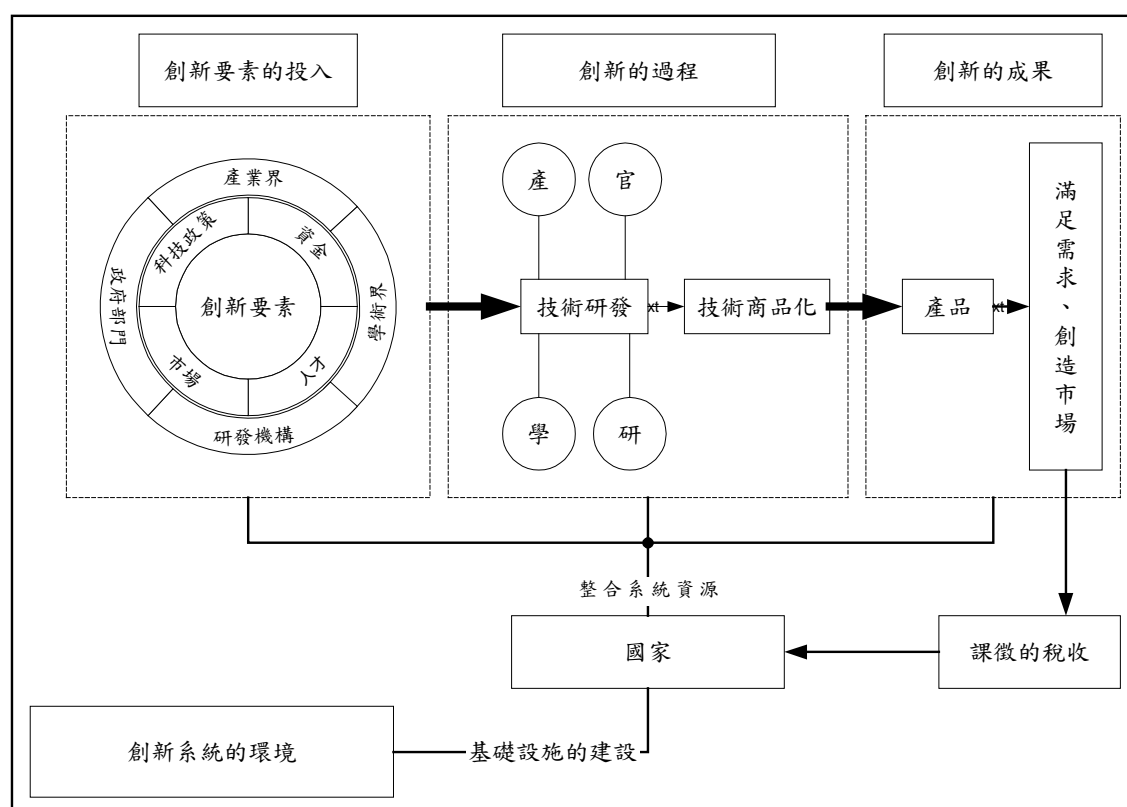 創新要素的投入
創新的過程
創新的成果
產業界
科技政策
資金
政府部門
創新要素
學術界
市場
人才
研發機構
產
官
技術研發
xt
技術商品化
學
研
產品
xt
滿足需求、創造市場
整合系統資源
國家
課徵的稅收
創新系統的環境
基礎設施的建設